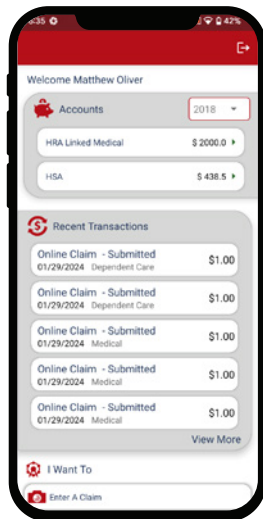 5:35 42%
Welcome Matthew Oliver
Accounts 2018
HRA Linked Medical $ 2000.0
HSA $ 438.5
Recent Transactions
Online Claim - Submitted
01/29/2024 Dependent Care $1.00
Online Claim - Submitted
01/29/2024 Dependent Care $1.00
Online Claim - Submitted
01/29/2024 Medical $1.00
Online Claim - Submitted
01/29/2024 Medical $1.00
Online Claim - Submitted
01/29/2024 Medical $1.00
View More
I Want To
Enter A Claim